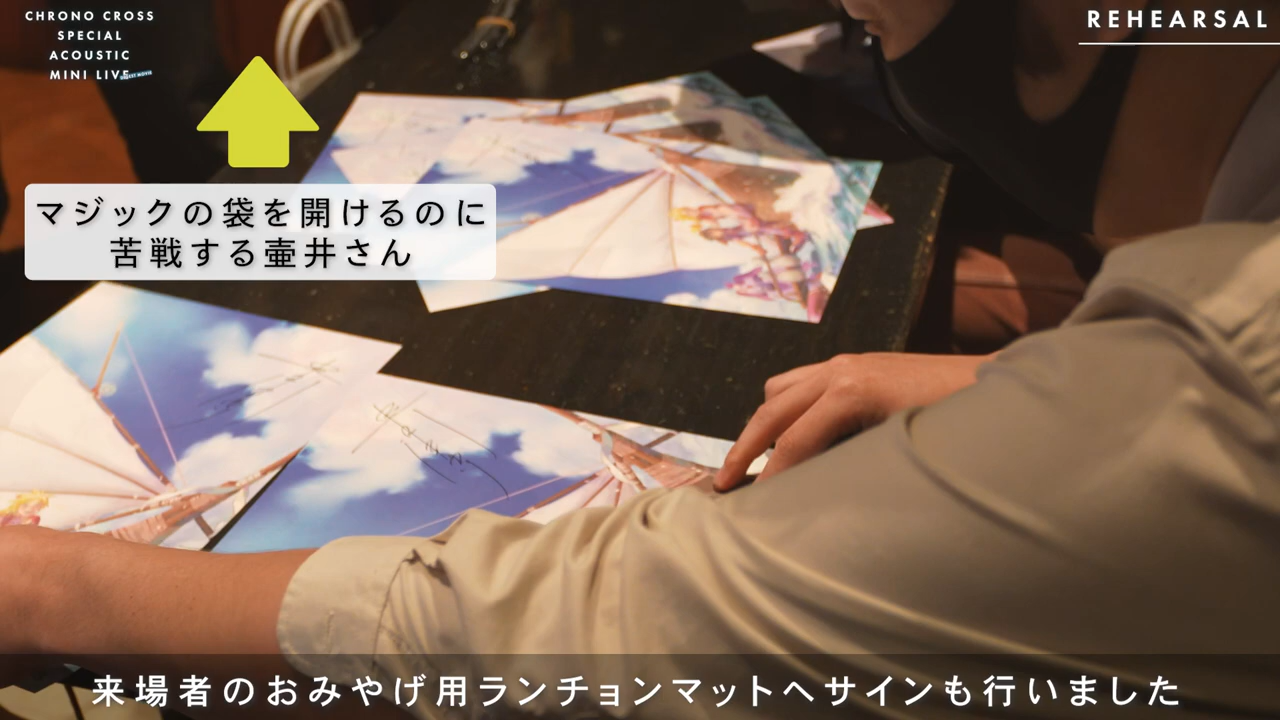 CHRONO CROSS
SPECIAL
ACOUSTIC
MINI LIVE
REHEARSAL
マジックの袋を開けるのに
苦戦する壷井さん
来場者のおみやげ用ランチョンマットへサインも行いました